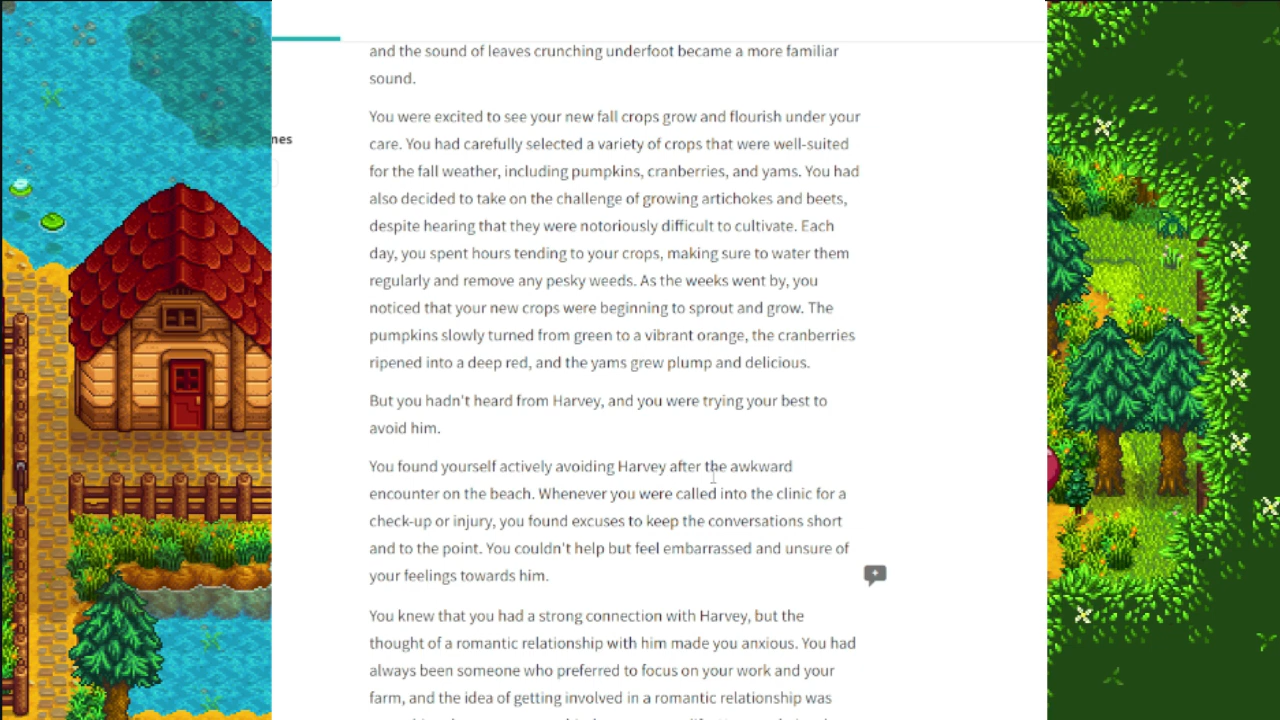 and the sound of leaves crunching underfoot became a more familiar
sound.
nes
You were excited to see your new fall crops grow and flourish under your
care. You had carefully selected a variety of crops that were well-suited
for the fall weather, including pumpkins, cranberries, and yams. You had
also decided to take on the challenge of growing artichokes and beets,
despite hearing that they were notoriously difficult to cultivate. Each
day, you spent hours tending to your crops, making sure to water them
regularly and remove any pesky weeds. As the weeks went by, you
noticed that your new crops were beginning to sprout and grow. The
pumpkins slowly turned from green to a vibrant orange, the cranberries
ripened into a deep red, and the yams grew plump and delicious.
But you hadn't heard from Harvey, and you were trying your best to
avoid him.
You found yourself actively avoiding Harvey after the awkward
encounter on the beach. Whenever you were called into the clinic for a
check-up or injury, you found excuses to keep the conversations short
and to the point. You couldn't help but feel embarrassed and unsure of
your feelings towards him.
You knew that you had a strong connection with Harvey, but the
thought of a romantic relationship with him made you anxious. You had
always been someone who preferred to focus on your work and your
farm, and the idea of getting involved in a romantic relationship was